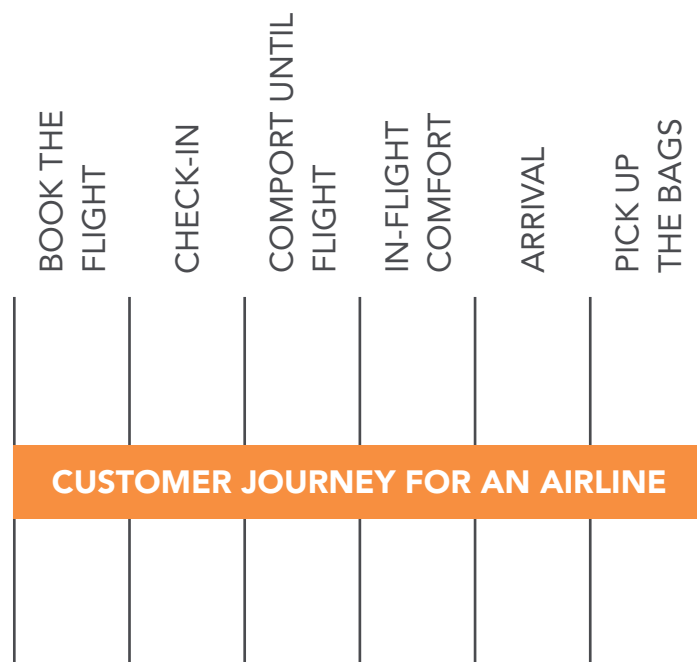 BOOK THE
FLIGHT
CHECK-IN
COMPORT UNTIL
FLIGHT
IN-FLIGHT
COMFORT
ARRIVAL
PICK UP
THE BAGS
CUSTOMER JOURNEY FOR AN AIRLINE